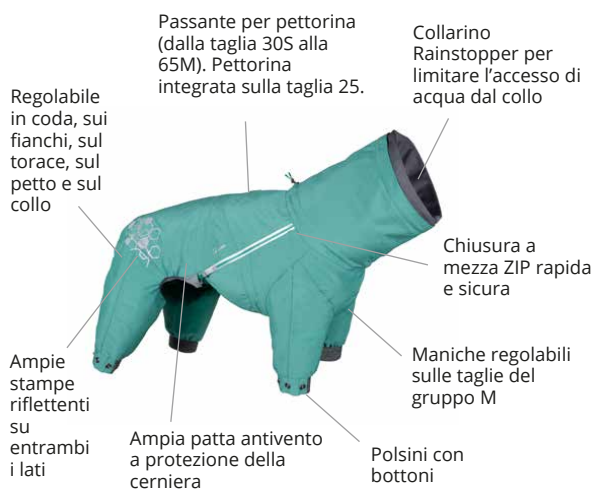 Passante per pettorina
(dalla taglia 30S alla
65M). Pettorina
integrata sulla taglia 25.
Collarino
Rainstopper per
limitare l’accesso di
acqua dal collo
Regolabile
in coda, sui
fianchi, sul
torace, sul
petto e sul
collo
Chiusura a
mezza ZIP rapida
e sicura
Maniche regolabili
sulle taglie del
gruppo M
Ampie
stampe
riflettenti
su
entrambi
i lati
Ampia patta antivento
a protezione della
cerniera
Polsini con
bottoni